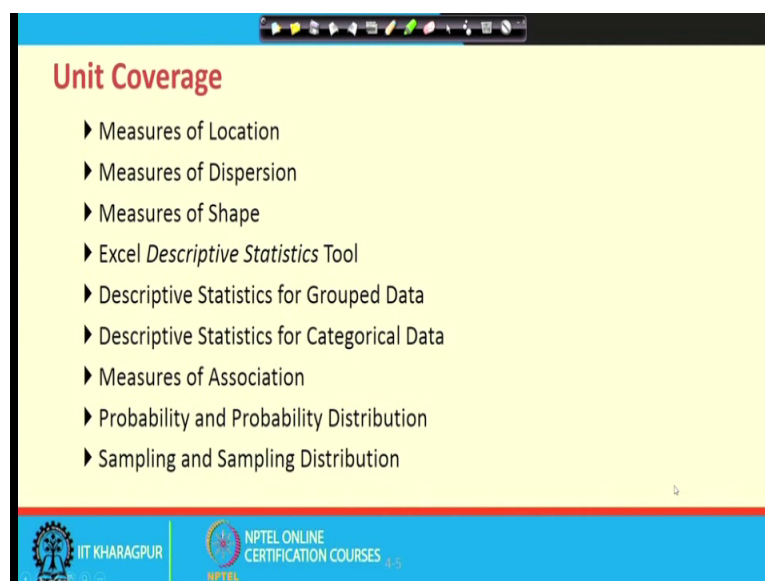 Unit Coverage
Measures of Location
Measures of Dispersion
Measures of Shape
Excel Descriptive Statistics Tool
Descriptive Statistics for Grouped Data
Descriptive Statistics for Categorical Data
Measures of Association
Probability and Probability Distribution
Sampling and Sampling Distribution
IIT KHARAGPUR
NPTEL
NPTEL ONLINE
CERTIFICATION COURSES
4-5